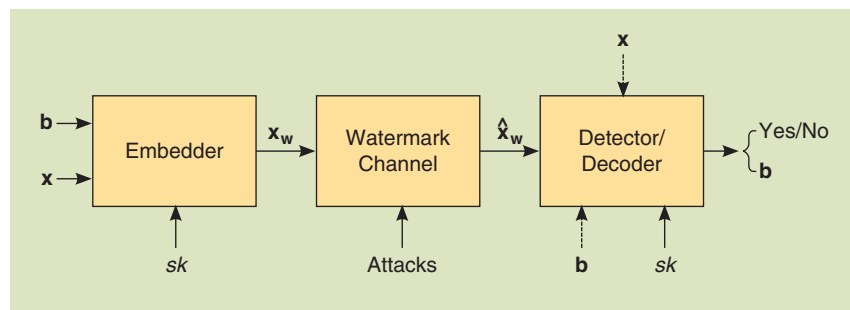 x
b
x
Embedder
x_w
Watermark
Channel
x̂_w
Detector/
Decoder
Yes/No
b
sk
Attacks
b
sk